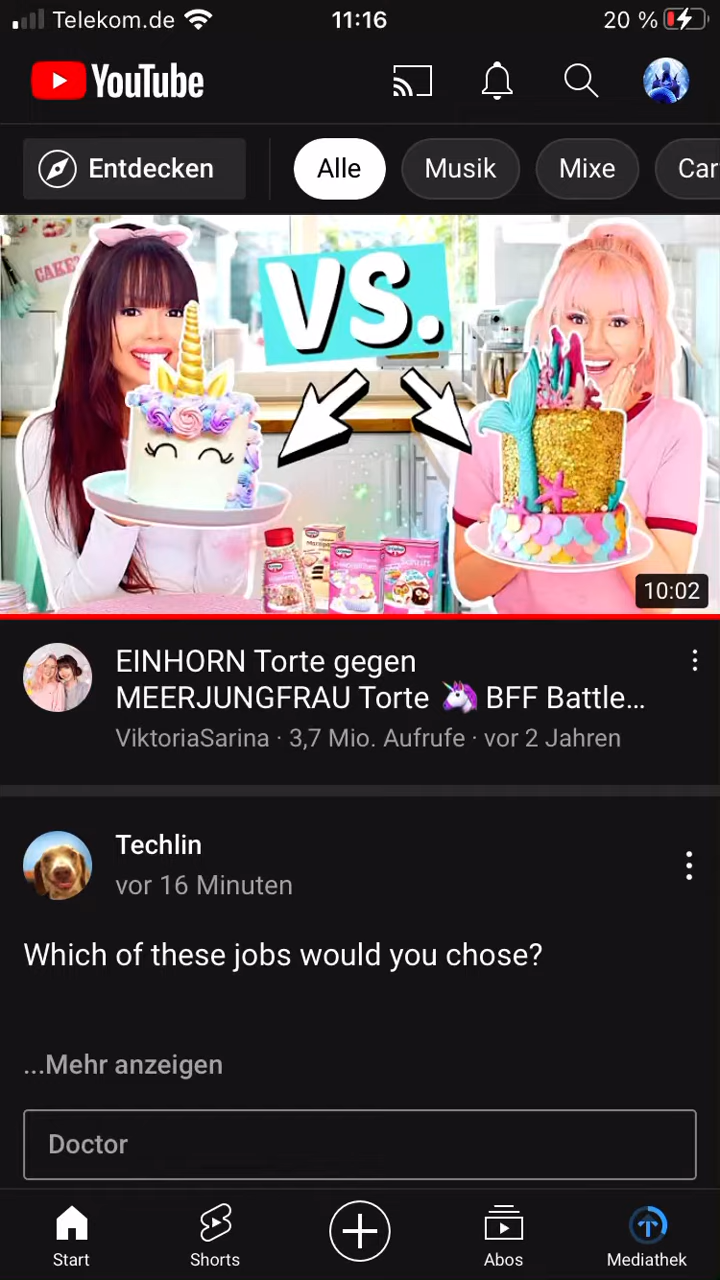 Telekom.de
11:16
20 %
YouTube
Entdecken
Alle
Musik
Mixe
Car
CAKE
VS.
10:02
EINHORN Torte gegen
MEERJUNGFRAU Torte 🦄 BFF Battle...
ViktoriaSarina · 3,7 Mio. Aufrufe · vor 2 Jahren
Techlin
vor 16 Minuten
Which of these jobs would you chose?
...Mehr anzeigen
Doctor
Start
Shorts
Abos
Mediathek